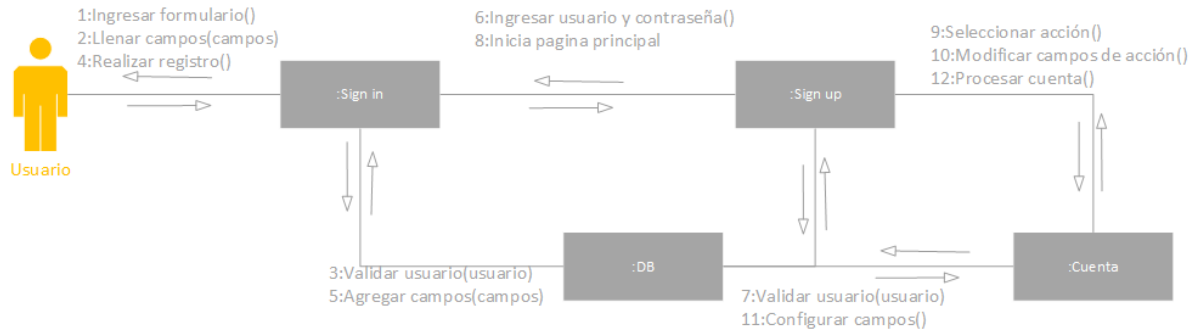 1:Ingresar formulario()
2:Llenar campos(campos)
4:Realizar registro()
6:Ingresar usuario y contraseña()
8:Inicia pagina principal
9:Seleccionar acción()
10:Modificar campos de acción()
12:Procesar cuenta()
:Sign in
:Sign up
Usuario
3:Validar usuario(usuario)
5:Agregar campos(campos)
:DB
:Cuenta
7:Validar usuario(usuario)
11:Configurar campos()